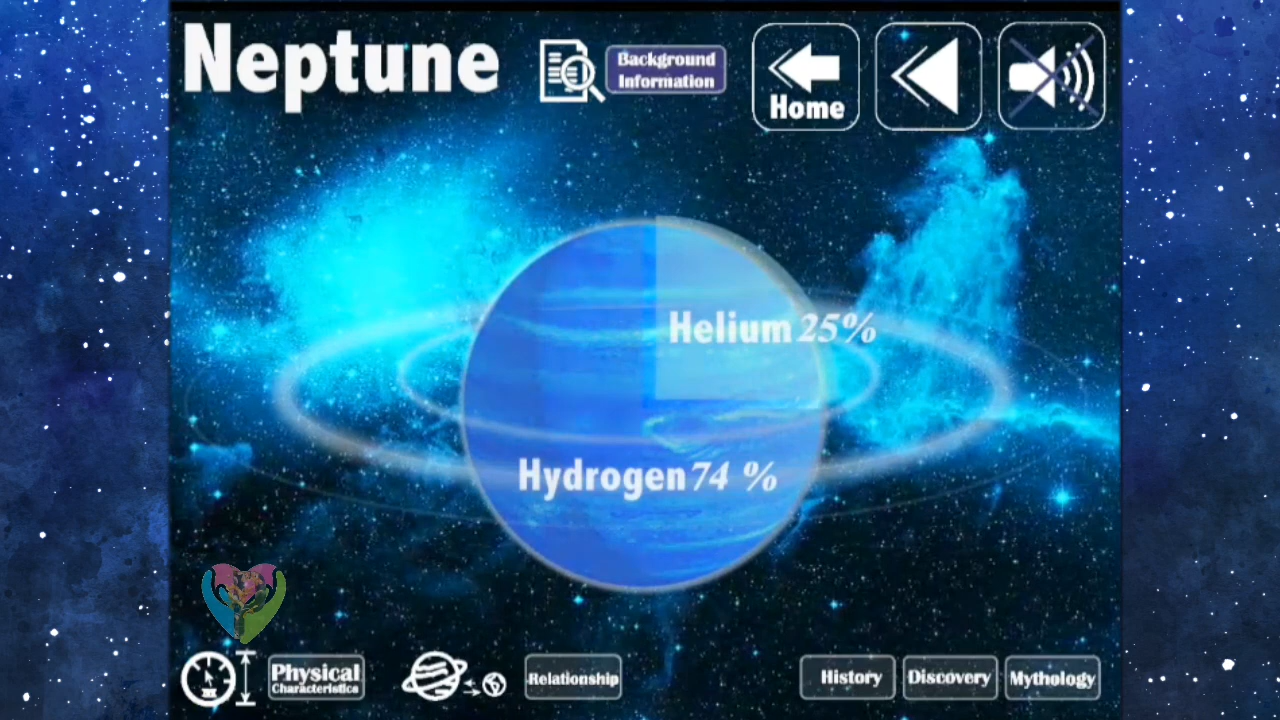 Neptune
Background
Information
Home
Helium 25%
Hydrogen 74 %
Physical
Characteristics
Relationship
History
Discovery
Mythology